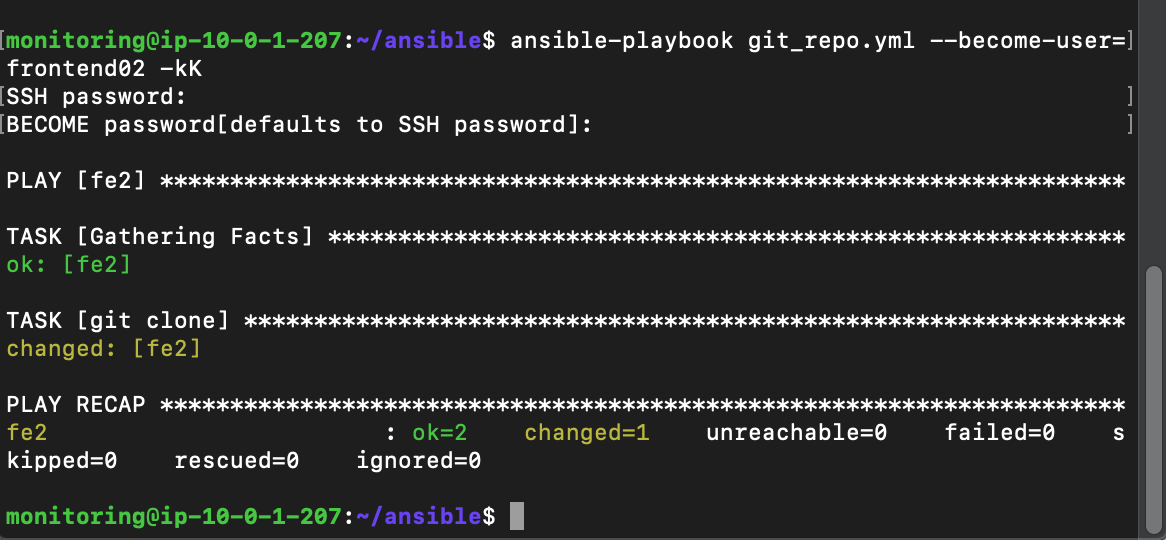 [monitoring@ip-10-0-1-207:~/ansible$ ansible-playbook git_repo.yml --become-user=]
frontend02 -kK
[SSH password: ]
[BECOME password[defaults to SSH password]: ]
PLAY [fe2] *********************************************************************
TASK [Gathering Facts] *********************************************************
ok: [fe2]
TASK [git clone] ***************************************************************
changed: [fe2]
PLAY RECAP *********************************************************************
fe2                        : ok=2    changed=1    unreachable=0    failed=0    s
kipped=0    rescued=0    ignored=0
monitoring@ip-10-0-1-207:~/ansible$